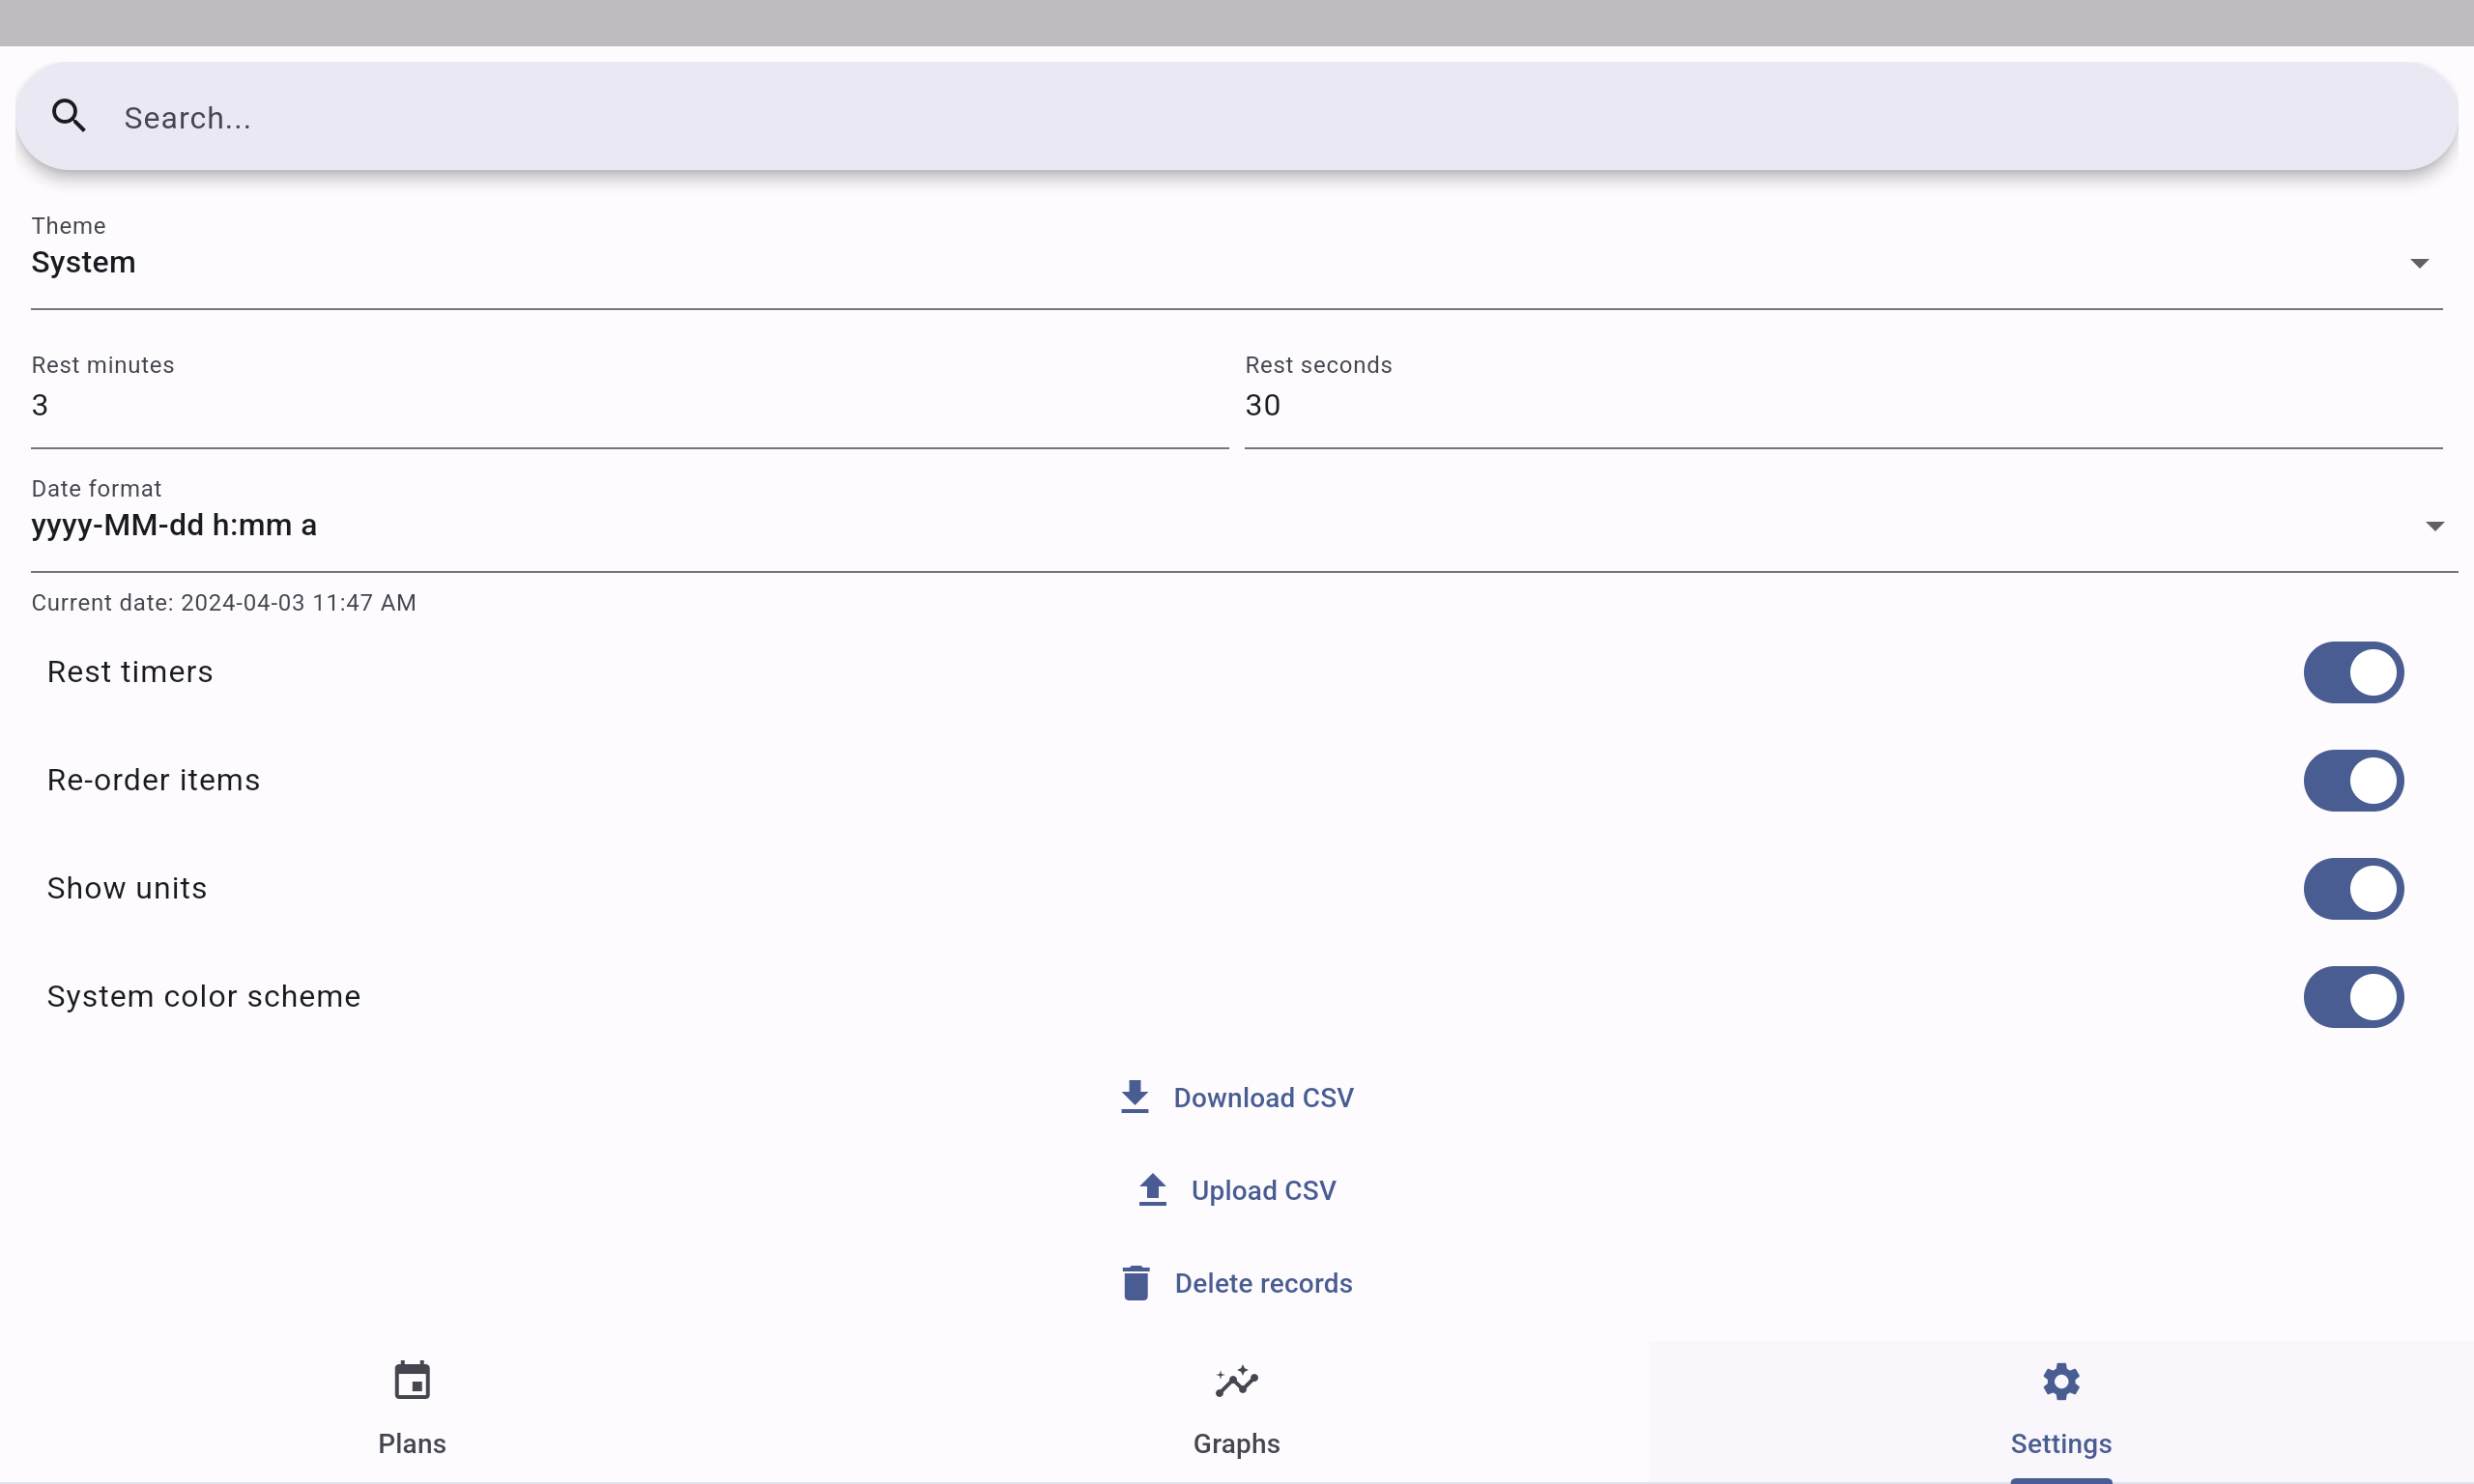 Search...
Theme
System
Rest minutes
3
Rest seconds
30
Date format
yyyy-MM-dd h:mm a
Current date: 2024-04-03 11:47 AM
Rest timers
Re-order items
Show units
System color scheme
Download CSV
Upload CSV
Delete records
Plans
Graphs
Settings